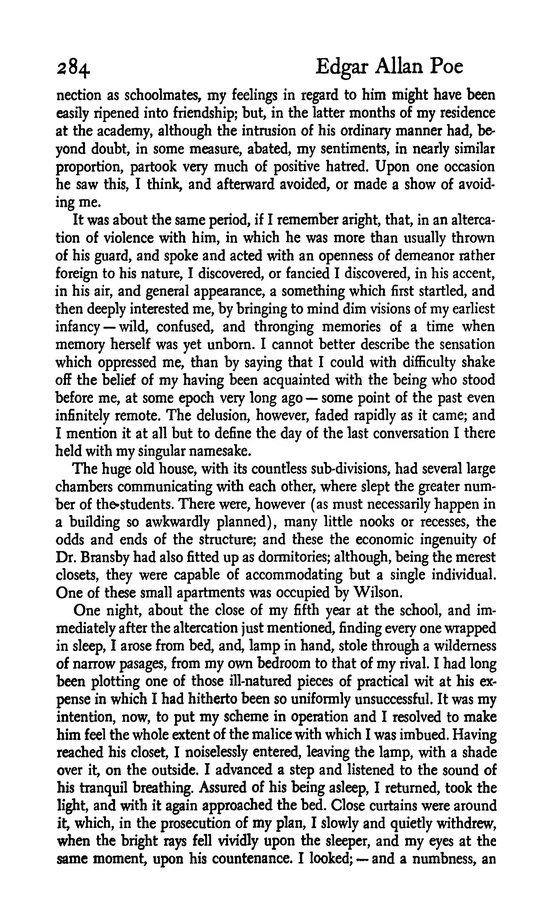 284 Edgar Allan Poe
nection as schoolmates, my feelings in regard to him might have been
easily ripened into friendship; but, in the latter months of my residence
at the academy, although the intrusion of his ordinary manner had, be-
yond doubt, in some measure, abated, my sentiments, in nearly similar
proportion, partook very much of positive hatred. Upon one occasion
he saw this, I think, and afterward avoided, or made a show of avoid-
ing me.
It was about the same period, if I remember aright, that, in an alterca-
tion of violence with him, in which he was more than usually thrown
of his guard, and spoke and acted with an openness of demeanor rather
foreign to his nature, I discovered, or fancied I discovered, in his accent,
in his air, and general appearance, a something which first startled, and
then deeply interested me, by bringing to mind dim visions of my earliest
infancy — wild, confused, and thronging memories of a time when
memory herself was yet unborn. I cannot better describe the sensation
which oppressed me, than by saying that I could with difficulty shake
off the belief of my having been acquainted with the being who stood
before me, at some epoch very long ago — some point of the past even
infinitely remote. The delusion, however, faded rapidly as it came; and
I mention it at all but to define the day of the last conversation I there
held with my singular namesake.
The huge old house, with its countless sub-divisions, had several large
chambers communicating with each other, where slept the greater num-
ber of the students. There were, however (as must necessarily happen in
a building so awkwardly planned), many little nooks or recesses, the
odds and ends of the structure; and these the economic ingenuity of
Dr. Bransby had also fitted up as dormitories; although, being the merest
closets, they were capable of accommodating but a single individual.
One of these small apartments was occupied by Wilson.
One night, about the close of my fifth year at the school, and im-
mediately after the altercation just mentioned, finding every one wrapped
in sleep, I arose from bed, and, lamp in hand, stole through a wilderness
of narrow pasages, from my own bedroom to that of my rival. I had long
been plotting one of those ill-natured pieces of practical wit at his ex-
pense in which I had hitherto been so uniformly unsuccessful. It was my
intention, now, to put my scheme in operation and I resolved to make
him feel the whole extent of the malice with which I was imbued. Having
reached his closet, I noiselessly entered, leaving the lamp, with a shade
over it, on the outside. I advanced a step and listened to the sound of
his tranquil breathing. Assured of his being asleep, I returned, took the
light, and with it again approached the bed. Close curtains were around
it, which, in the prosecution of my plan, I slowly and quietly withdrew,
when the bright rays fell vividly upon the sleeper, and my eyes at the
same moment, upon his countenance. I looked; — and a numbness, an